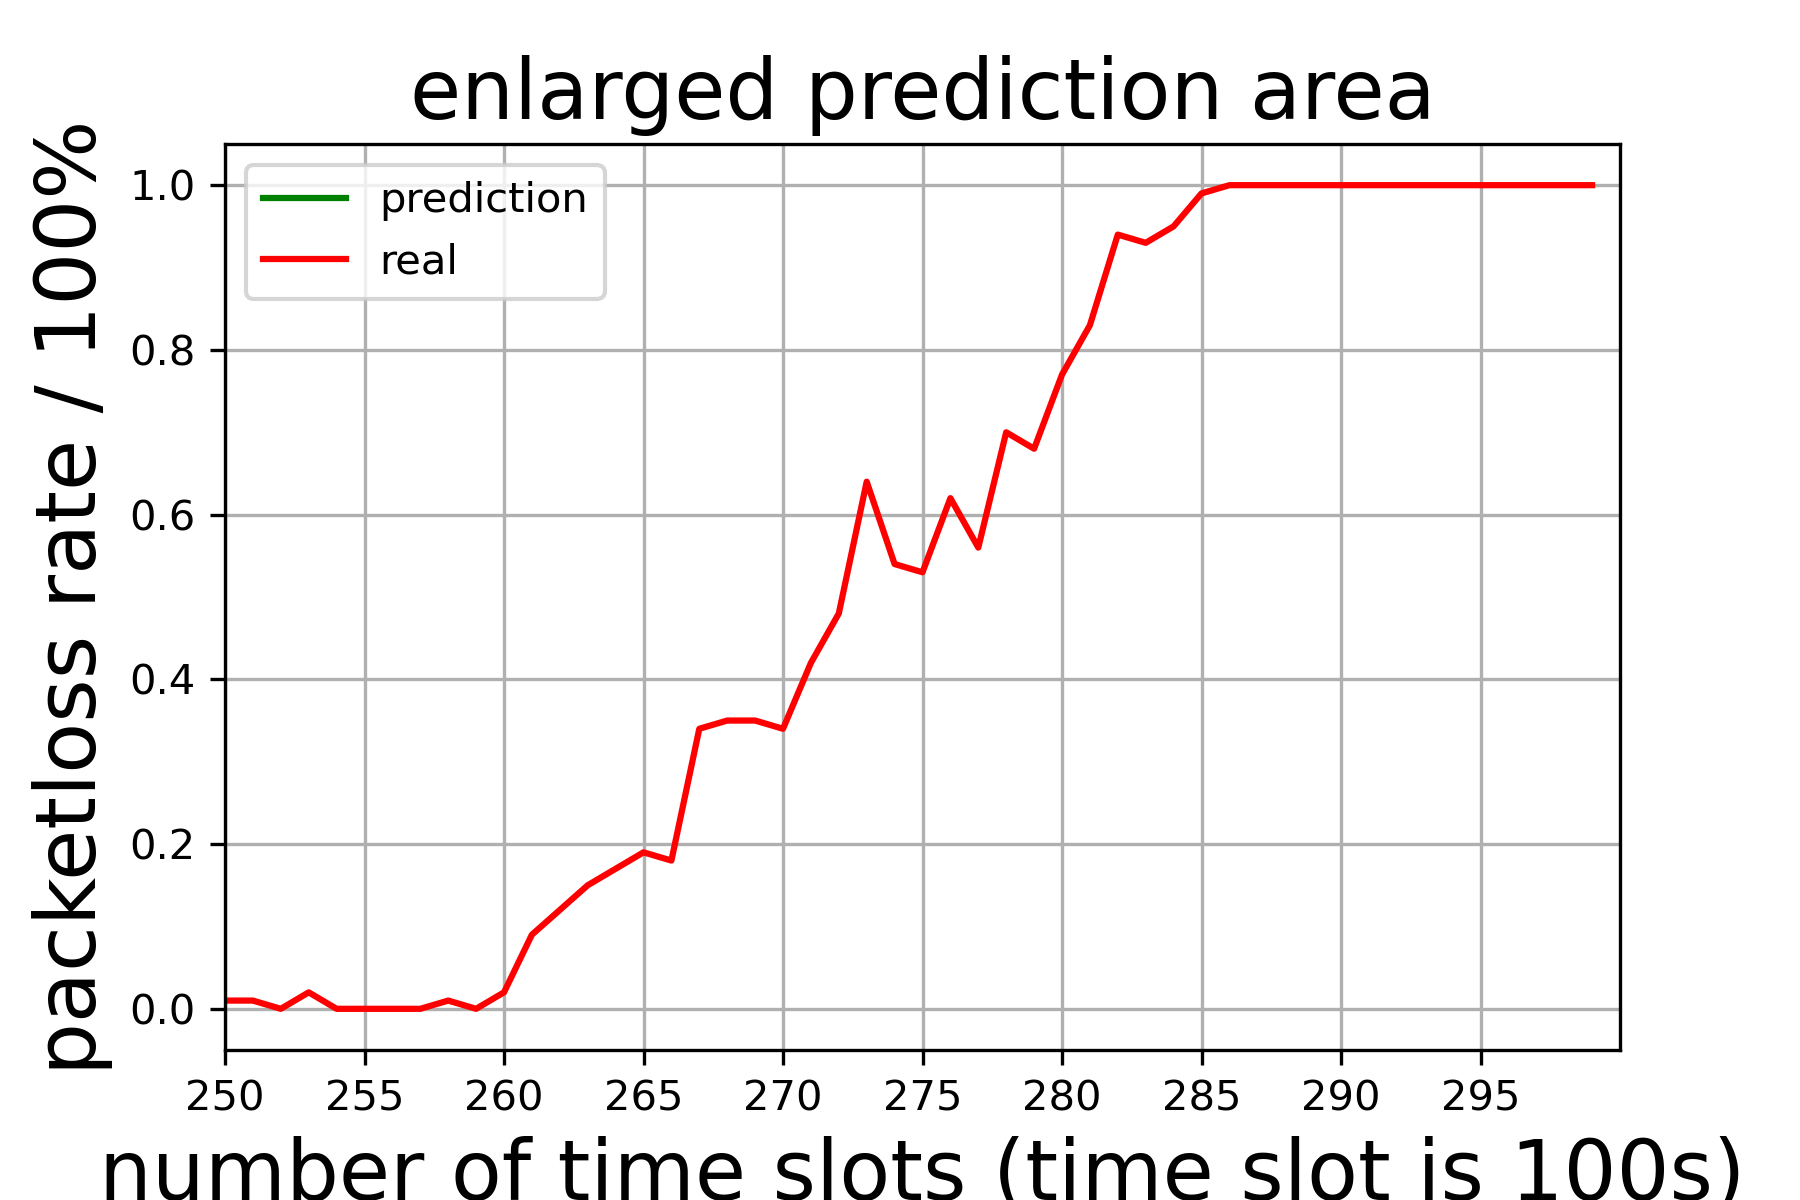 enlarged prediction area
packetloss rate / 100%
prediction
real
1.0
0.8
0.6
0.4
0.2
0.0
250 255 260 265 270 275 280 285 290 295
number of time slots (time slot is 100s)